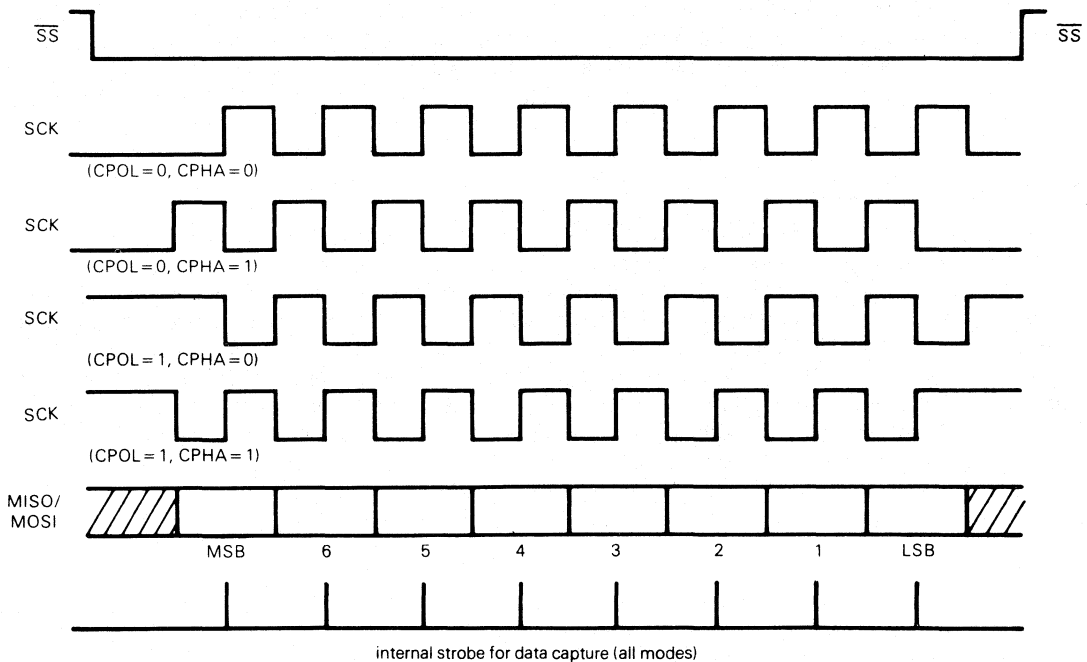 SS SS
SCK
(CPOL=0, CPHA=0)
SCK
(CPOL=0, CPHA=1)
SCK
(CPOL=1, CPHA=0)
SCK
(CPOL=1, CPHA=1)
MISO/
MOSI
MSB 6 5 4 3 2 1 LSB
internal strobe for data capture (all modes)